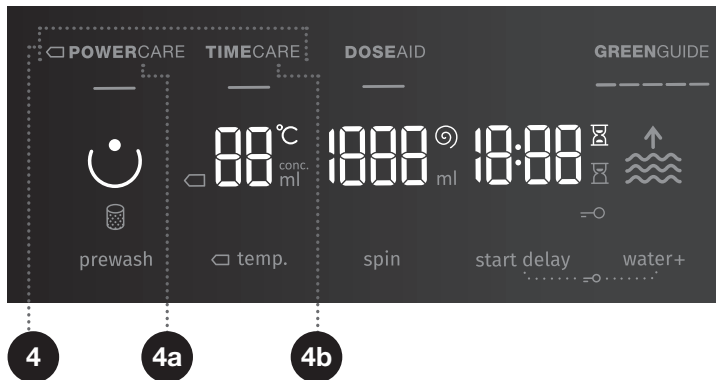 POWERCARE TIMECARE DOSEAID GREENGUIDE
88 °C 1888 18:88
conc.
ml ml
prewash temp. spin start delay water+
4 4a 4b